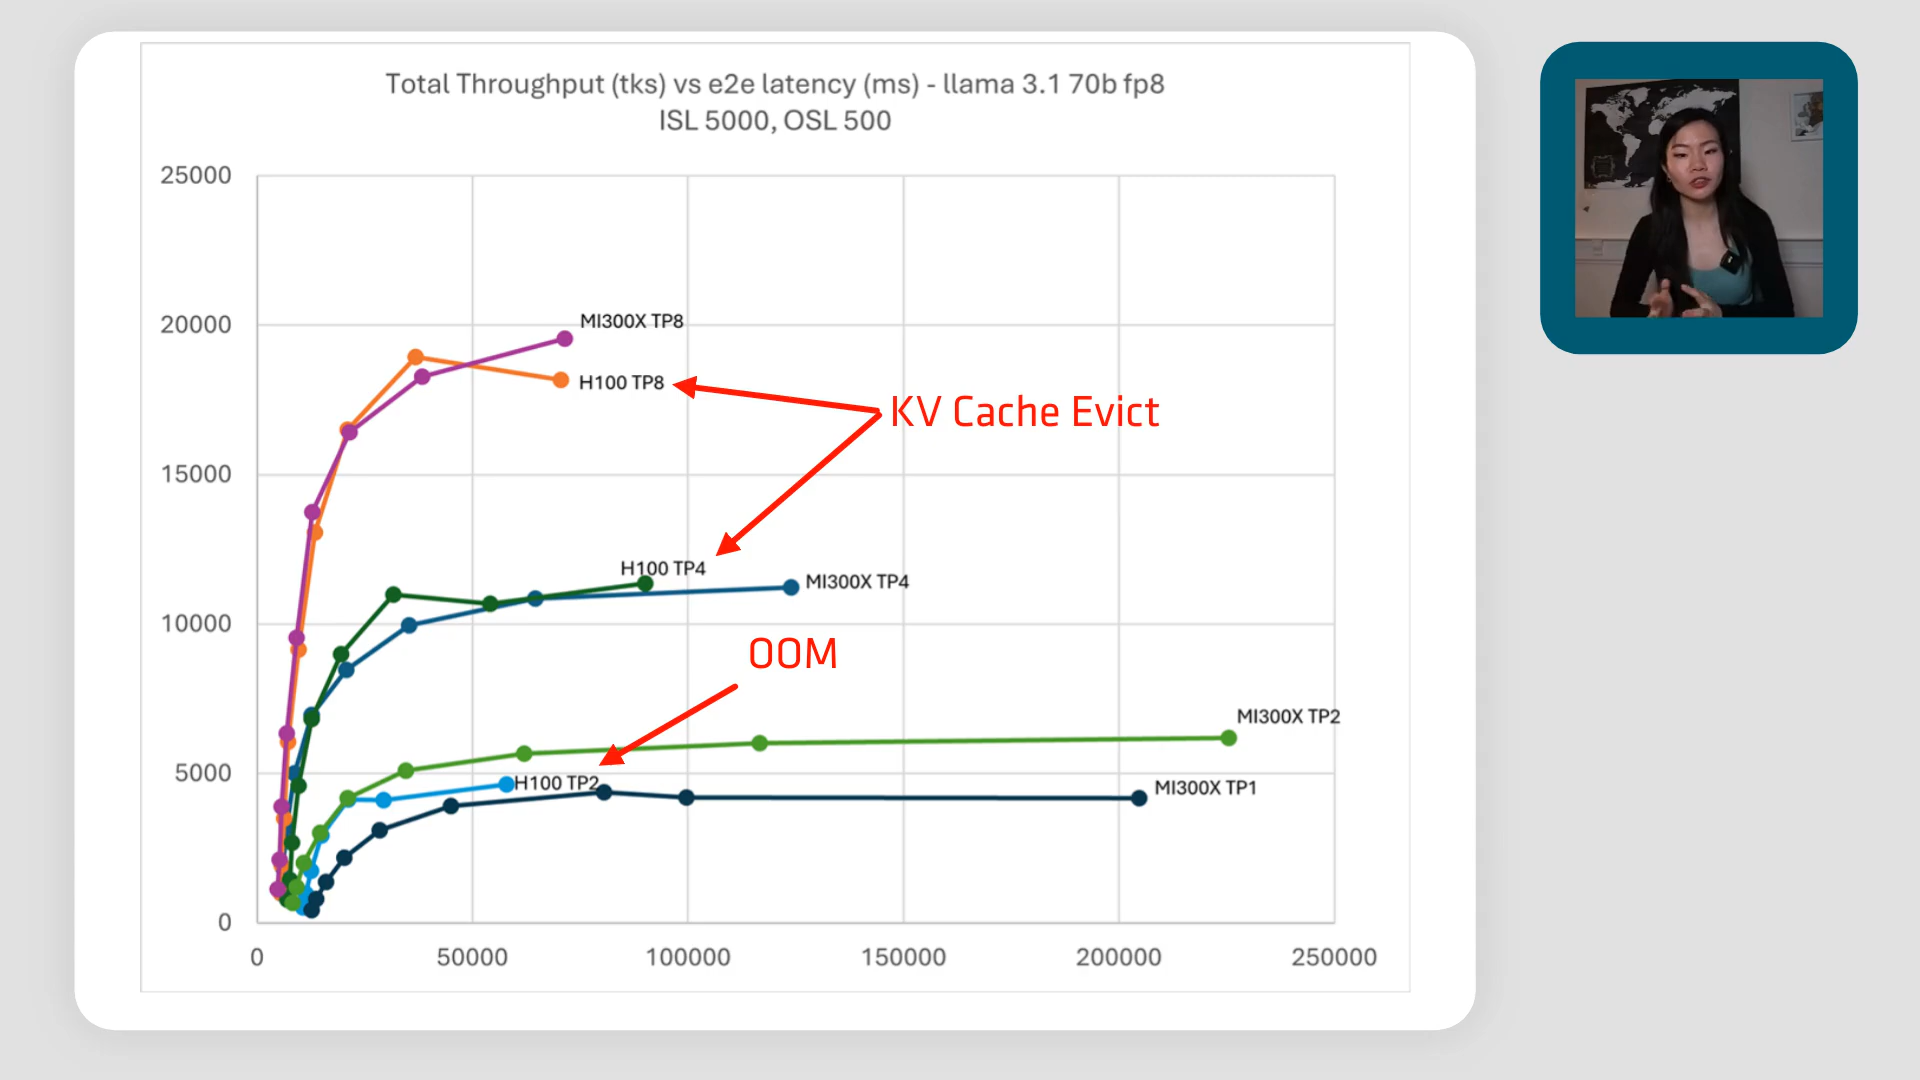 Total Throughput (tks) vs e2e latency (ms) - llama 3.1 70b fp8
ISL 5000, OSL 500
25000
20000
15000
10000
5000
0
MI300X TP8
H100 TP8
KV Cache Evict
H100 TP4
MI300X TP4
OOM
MI300X TP2
H100 TP2
MI300X TP1
0
50000
100000
150000
200000
250000